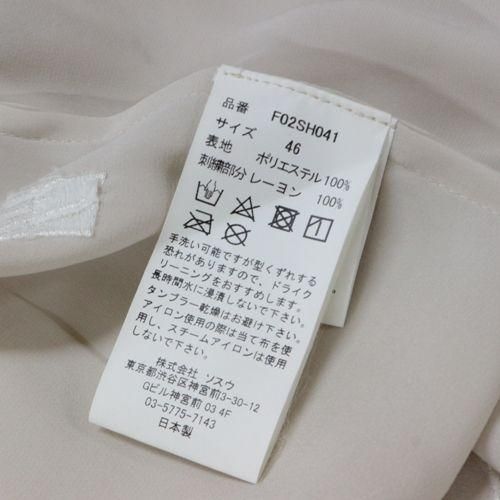 品番 F02SH041
サイズ 46
表地 ポリエステル 100%
刺繍部分 レーヨン 100%
手洗い可能ですが型くずれする
恐れがありますので、ドライク
リーニングをおすすめします。
長時間水に浸漬しないで下さい。
タンブラー乾燥はお避け下さい。
アイロン使用の際は当て布を使
用し、スチームアイロンは使用
しないで下さい。
株式会社 ソスウ
東京都渋谷区神宮前3-30-12
Gビル神宮前 03 4F
03-5775-7143
日本製